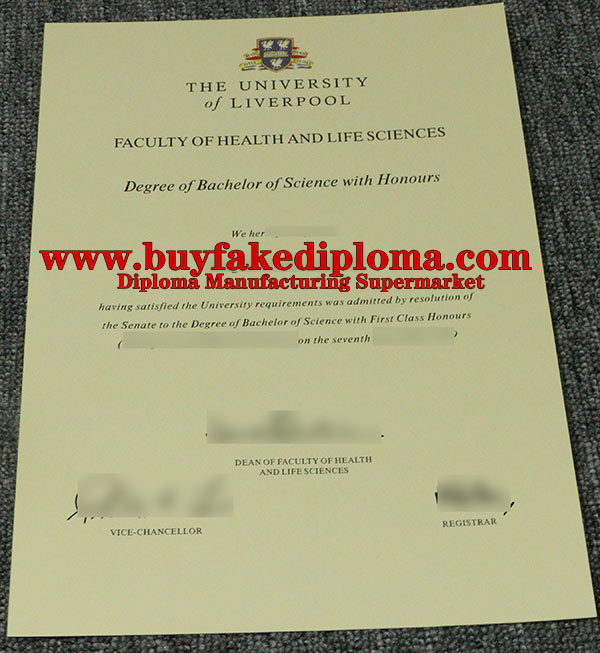 THE UNIVERSITY
of LIVERPOOL
FACULTY OF HEALTH AND LIFE SCIENCES
Degree of Bachelor of Science with Honours
We her
www.buyfakediploma.com
Diploma Manufacturing Supermarket
having satisfied the University requirements was admitted by resolution of
the Senate to the Degree of Bachelor of Science with First Class Honours
( on the seventh )
DEAN OF FACULTY OF HEALTH
AND LIFE SCIENCES
VICE-CHANCELLOR
REGISTRAR